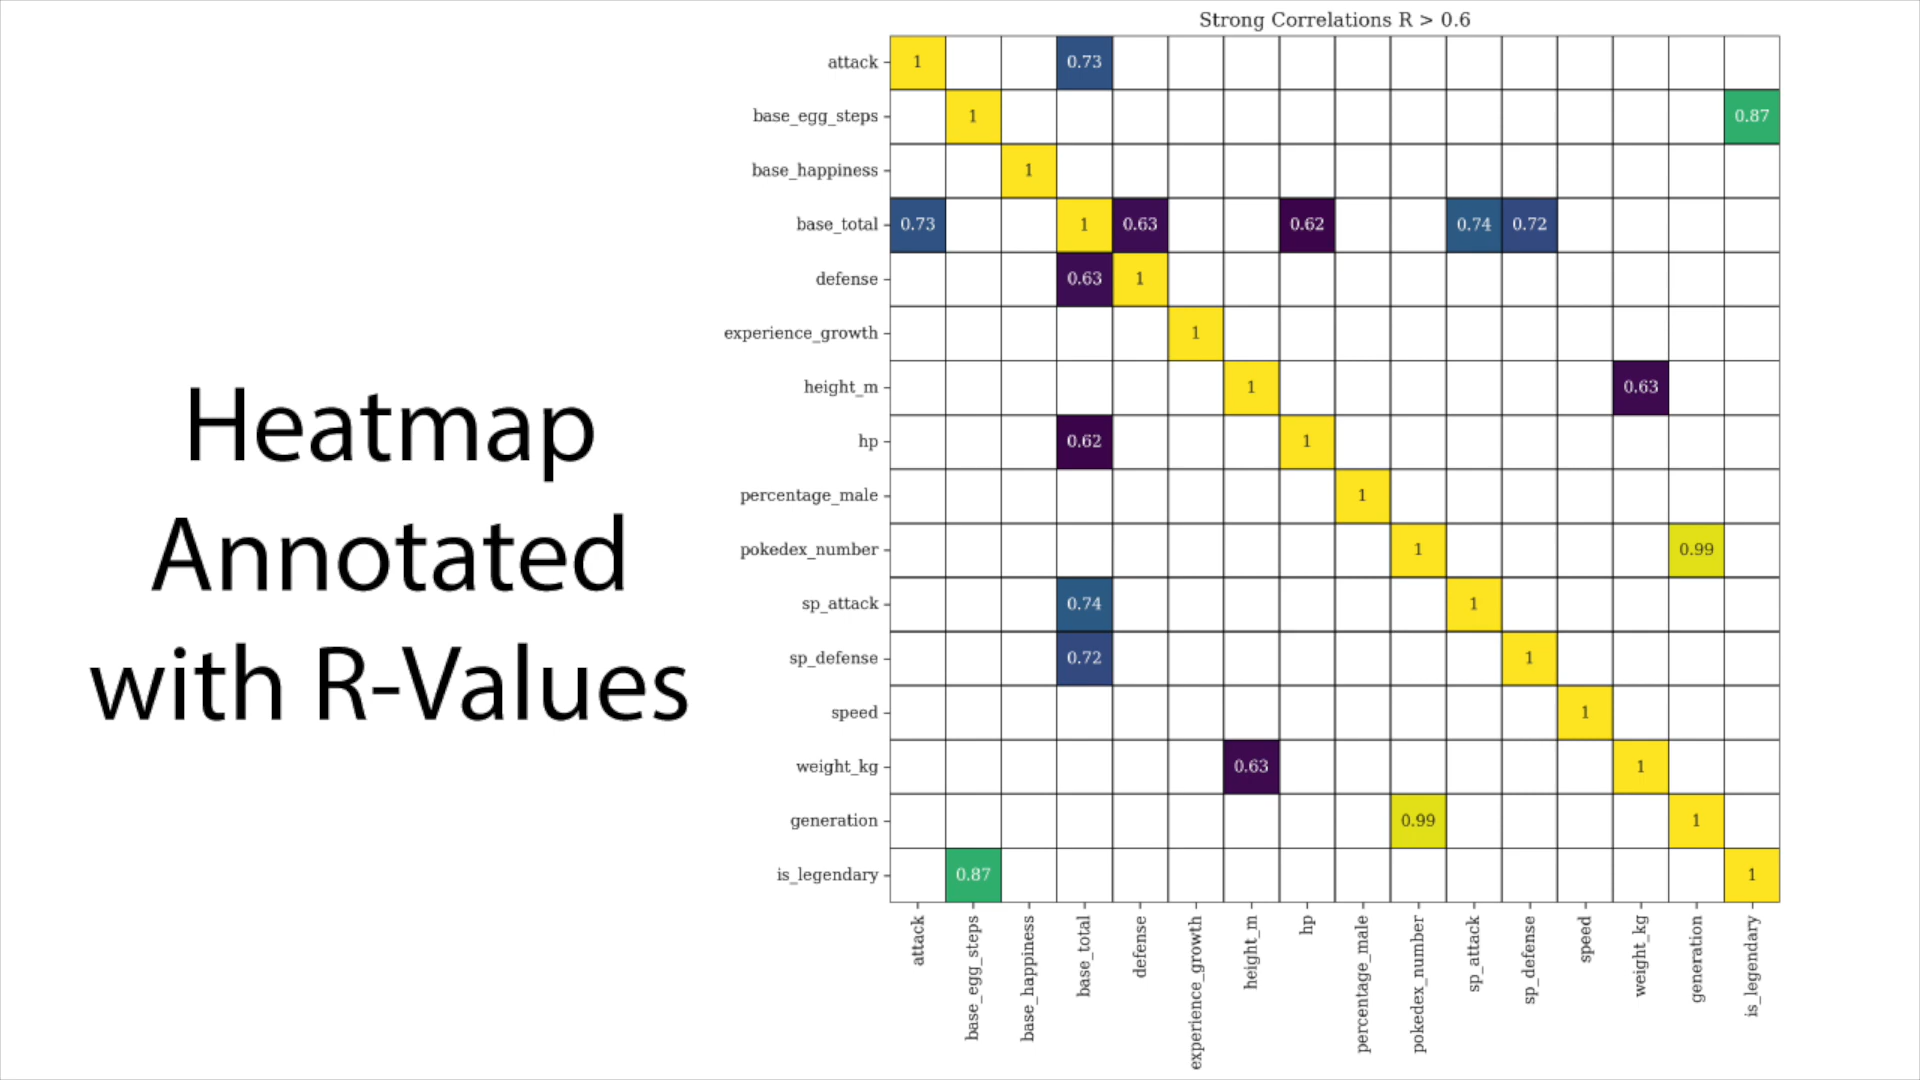 Heatmap
Annotated
with R-Values
Strong Correlations R > 0.6
attack 1 0.73
base_egg_steps 1 0.87
base_happiness 1
base_total 0.73 1 0.63 0.62 0.74 0.72
defense 0.63 1
experience_growth 1
height_m 1 0.63
hp 0.62 1
percentage_male 1
pokedex_number 1 0.99
sp_attack 0.74 1
sp_defense 0.72 1
speed 1
weight_kg 0.63 1
generation 0.99 1
is_legendary 0.87 1
attack
base_egg_steps
base_happiness
base_total
defense
experience_growth
height_m
hp
percentage_male
pokedex_number
sp_attack
sp_defense
speed
weight_kg
generation
is_legendary